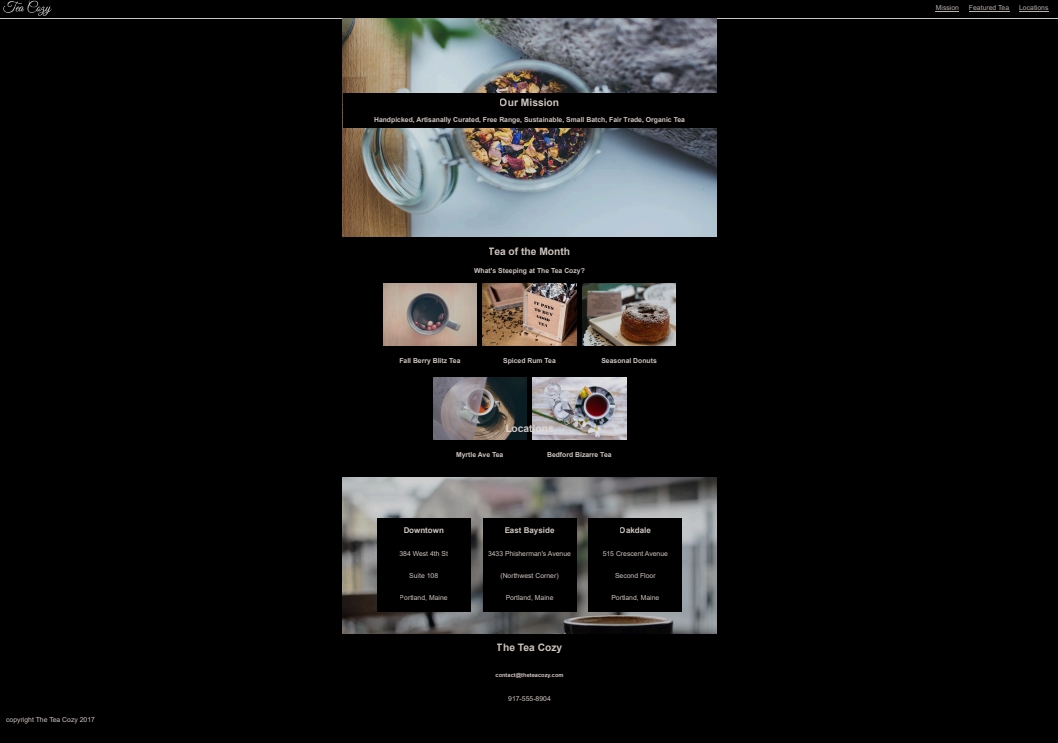 Tea Cozy
Mission Featured Tea Locations
Our Mission
Handpicked, Artisanally Curated, Free Range, Sustainable, Small Batch, Fair Trade, Organic Tea
Tea of the Month
What's Steeping at The Tea Cozy?
IT PAYS
TO BUY
GOOD
TEA
Fall Berry Blitz Tea
Spiced Rum Tea
Seasonal Donuts
Locations
Myrtle Ave Tea
Bedford Bizarre Tea
Downtown
384 West 4th St
Suite 108
Portland, Maine
East Bayside
3433 Phisherman's Avenue
(Northwest Corner)
Portland, Maine
Oakdale
515 Crescent Avenue
Second Floor
Portland, Maine
The Tea Cozy
contact@theteacozy.com
917-555-8904
copyright The Tea Cozy 2017